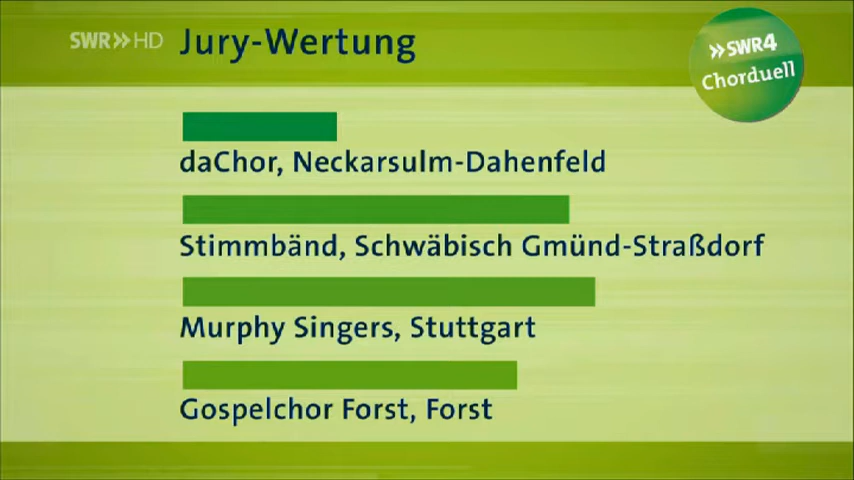 SWR» HD
Jury-Wertung
»SWR4
Chorduell
daChor, Neckarsulm-Dahenfeld
Stimmbänd, Schwäbisch Gmünd-Straßdorf
Murphy Singers, Stuttgart
Gospelchor Forst, Forst